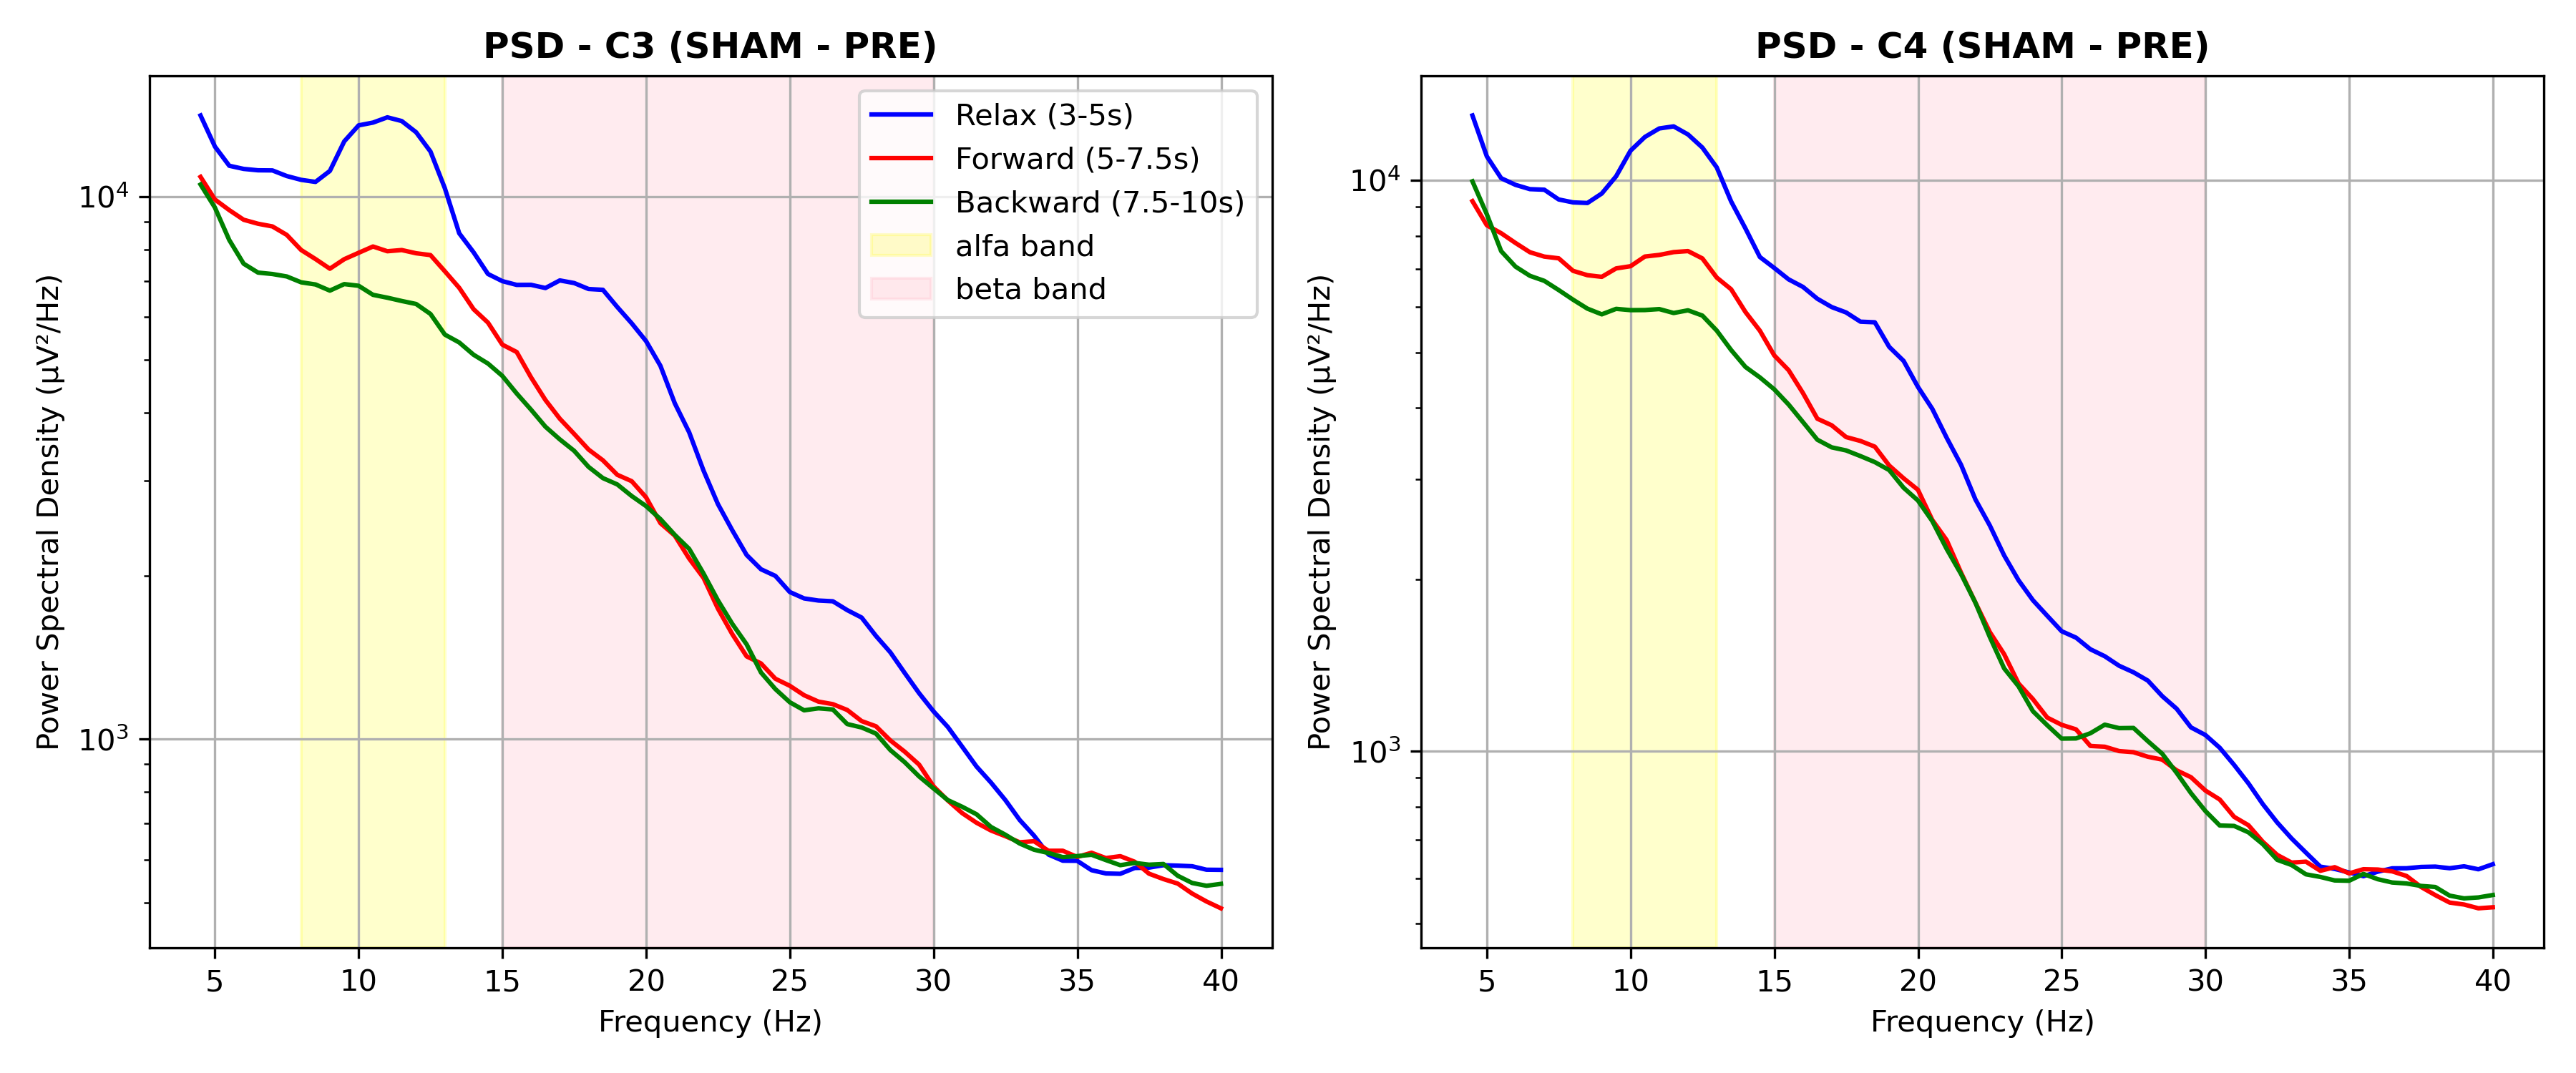 PSD - C3 (SHAM - PRE)
Power Spectral Density (µV²/Hz)
10⁴
10³
Relax (3-5s)
Forward (5-7.5s)
Backward (7.5-10s)
alfa band
beta band
5 10 15 20 25 30 35 40
Frequency (Hz)
PSD - C4 (SHAM - PRE)
Power Spectral Density (µV²/Hz)
10⁴
10³
5 10 15 20 25 30 35 40
Frequency (Hz)